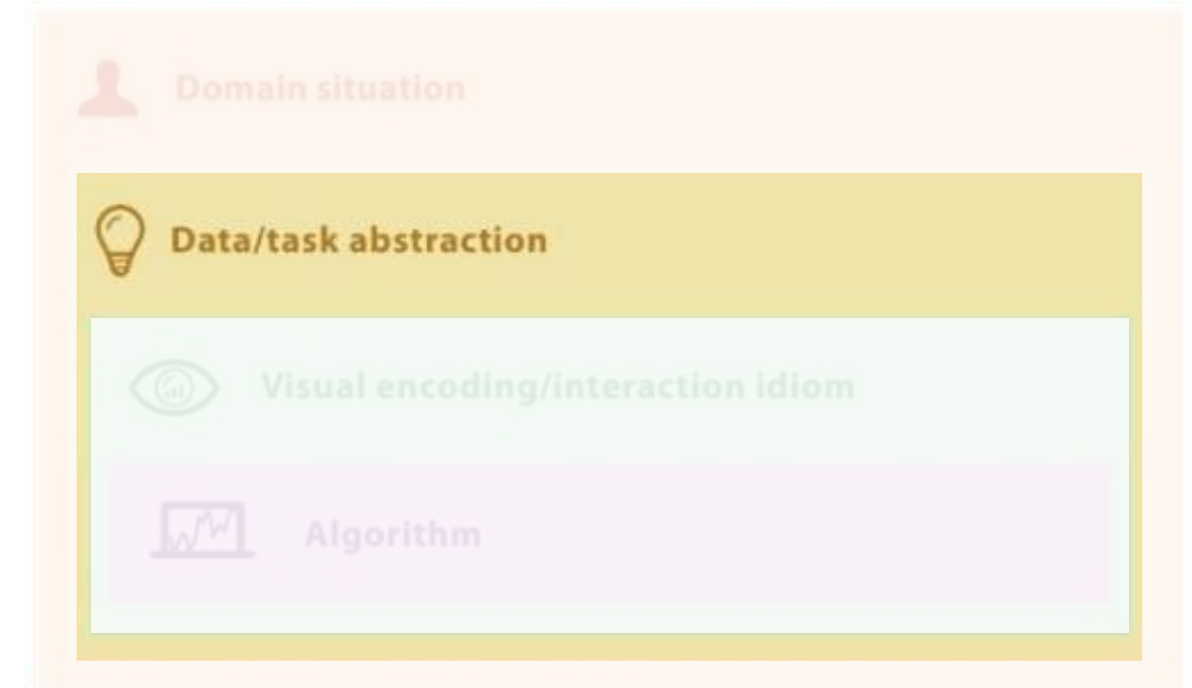 Domain situation
Data/task abstraction
Visual encoding/interaction idiom
Algorithm